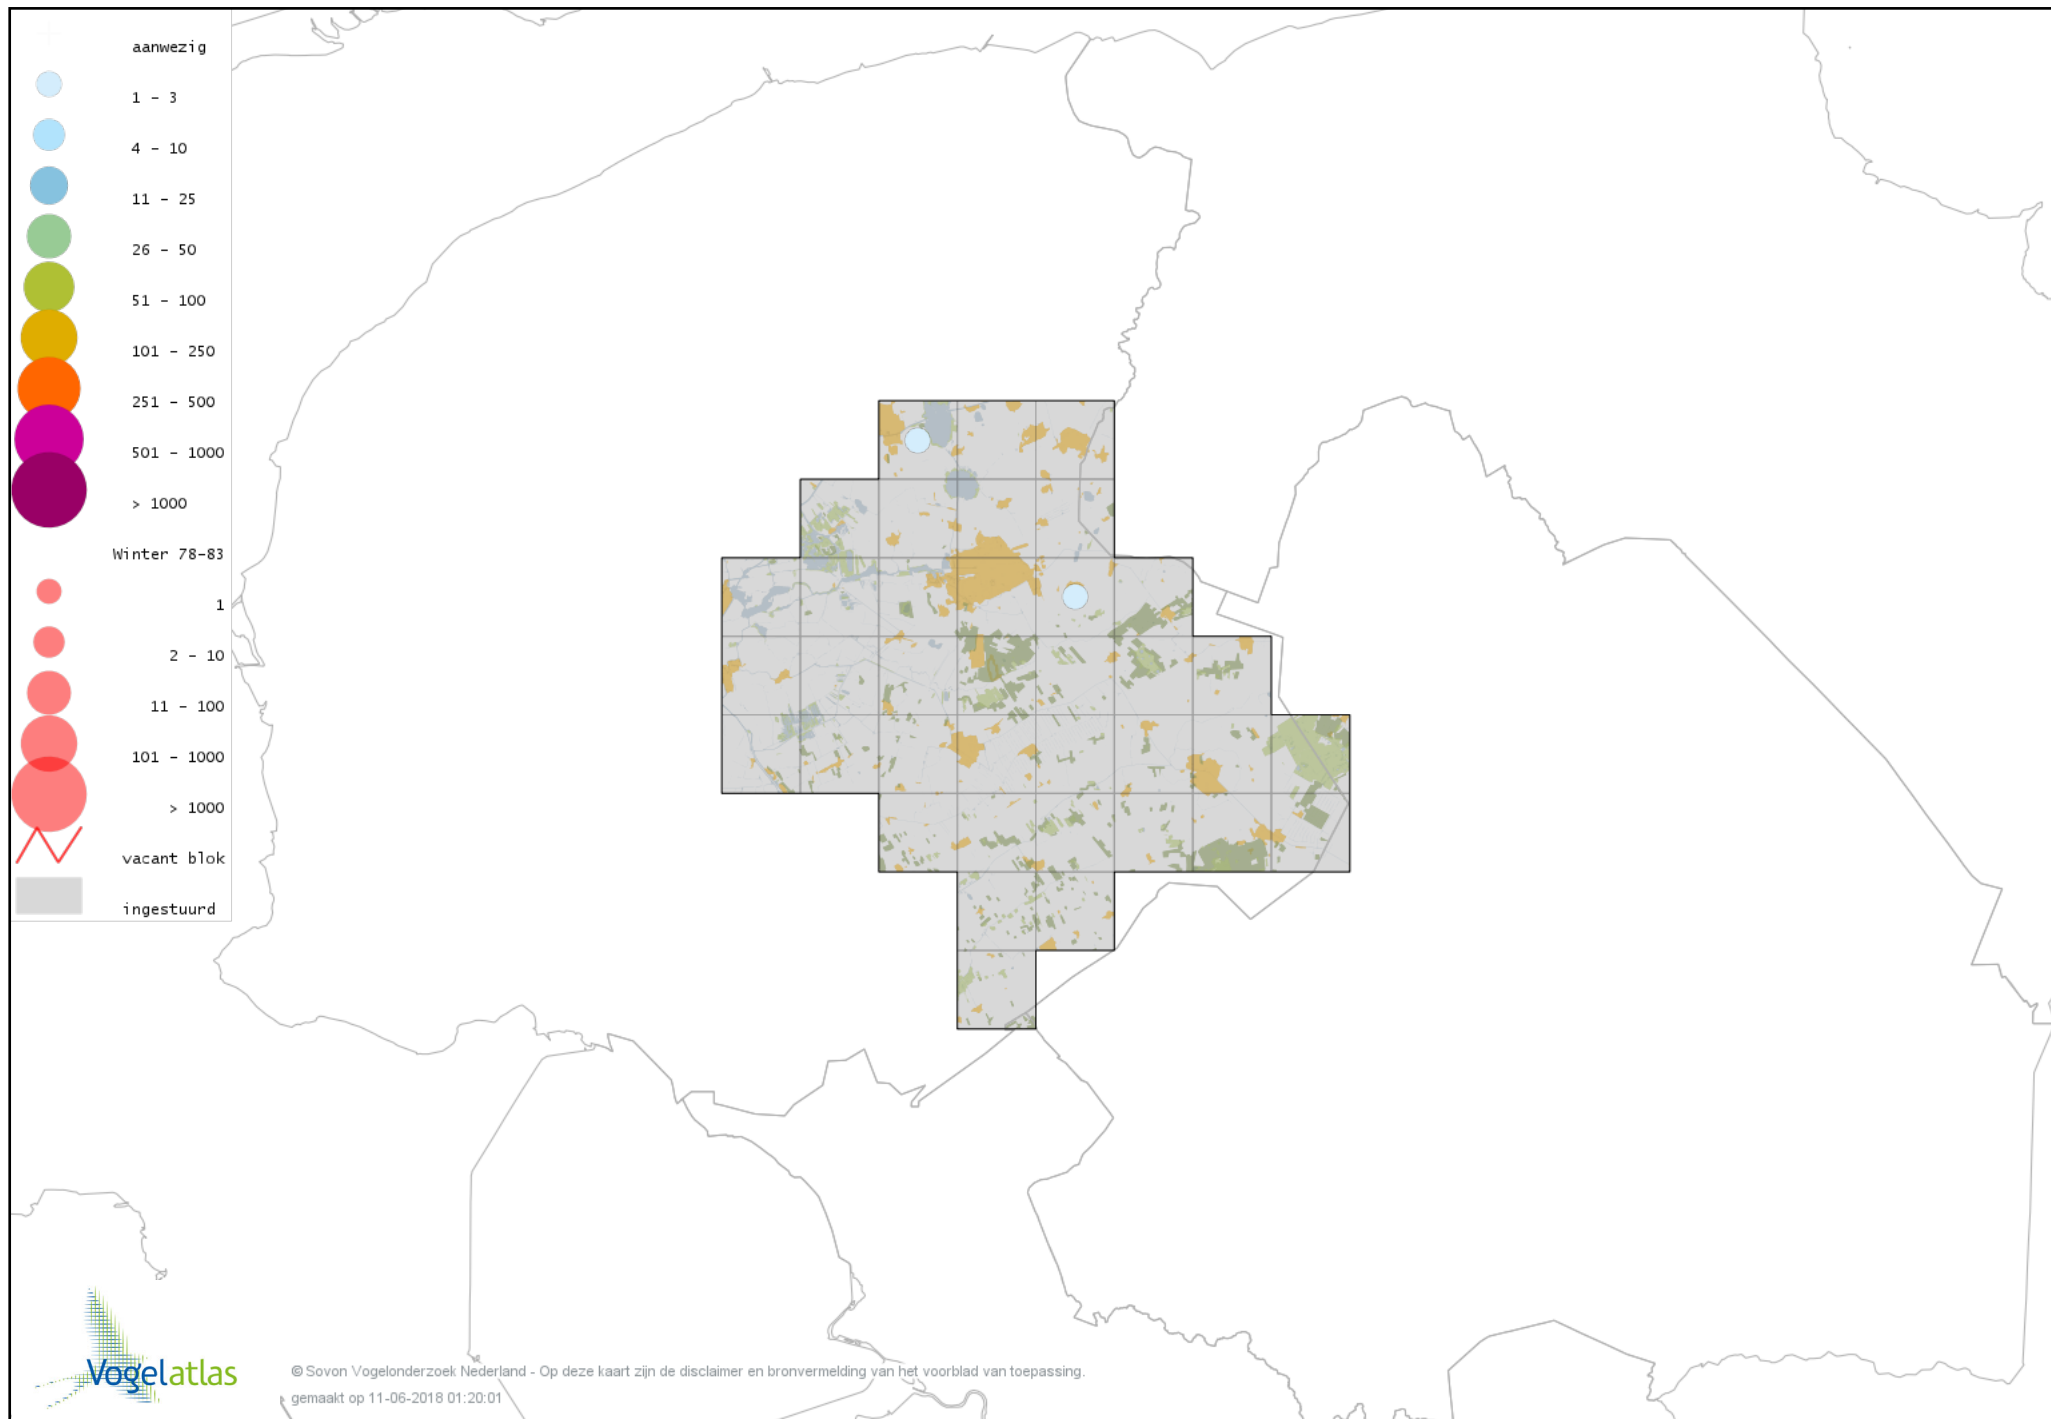 aanwezig
1 - 3
4 - 10
11 - 25
26 - 50
51 - 100
101 - 250
251 - 500
501 - 1000
> 1000
Winter 78-83
1
2 - 10
11 - 100
101 - 1000
> 1000
vacant blok
ingestuurd
Vogelatlas
© Sovon Vogelonderzoek Nederland - Op deze kaart zijn de disclaimer en bronvermelding van het voorblad van toepassing.
gemaakt op 11-06-2018 01:20:01